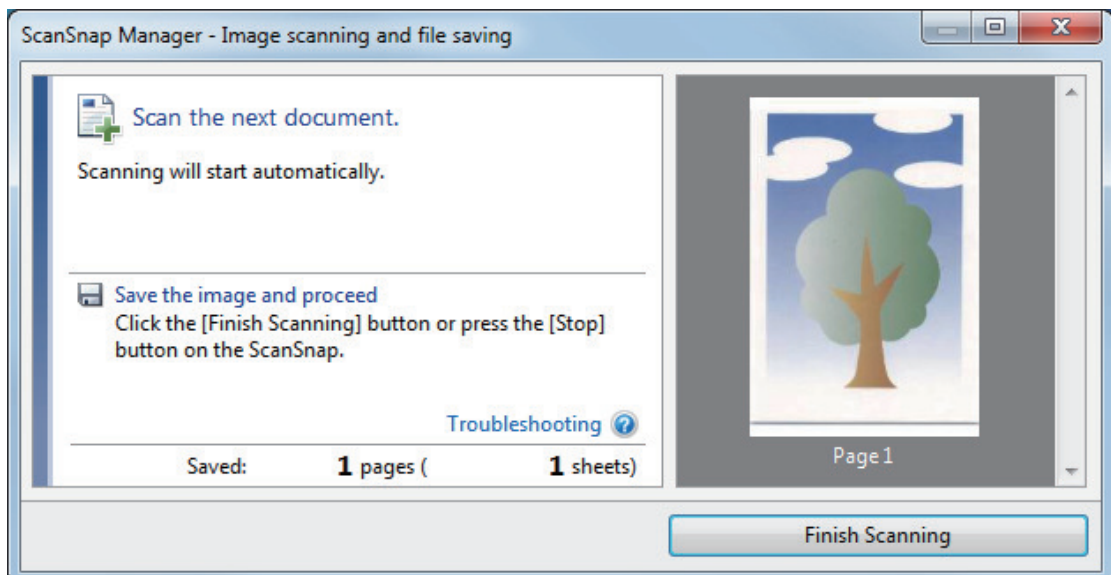 ScanSnap Manager - Image scanning and file saving
Scan the next document.
Scanning will start automatically.
Save the image and proceed
Click the [Finish Scanning] button or press the [Stop]
button on the ScanSnap.
Troubleshooting
Saved: 1 pages ( 1 sheets)
Page 1
Finish Scanning